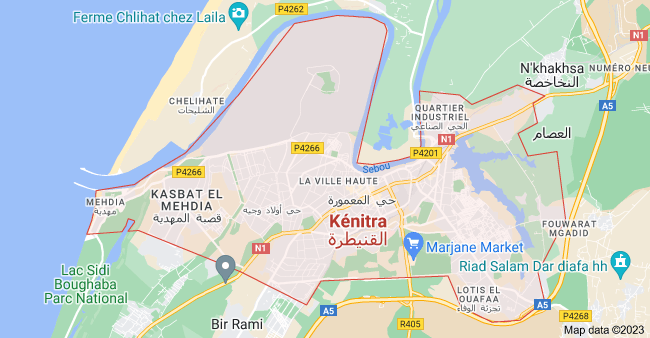 P4262
Ferme Chlihat chez Laila
N1
N'khakhsa
النخاخصة
NUMÉRO NEU
CHELIHATE
الشليحات
QUARTIER
INDUSTRIEL
الحي الصناعي
A5
N1
العصام
P4266
P4201
Sebou
P4266
LA VILLE HAUTE
KASBAT EL
MEHDIA
قصبة المهدية
MEHDIA
مهدية
حي المعمورة
حي أولاد وجيه
Kénitra
القنيطرة
FOUWARAT
MGADID
N1
Marjane Market
Riad Salam Dar diafa hh
Lac Sidi
Boughaba
Parc National
LOTIS EL
OUAFAA
تجزئة الوفاء
A5
A5
Bir Rami
R405
P4268
Map data ©2023